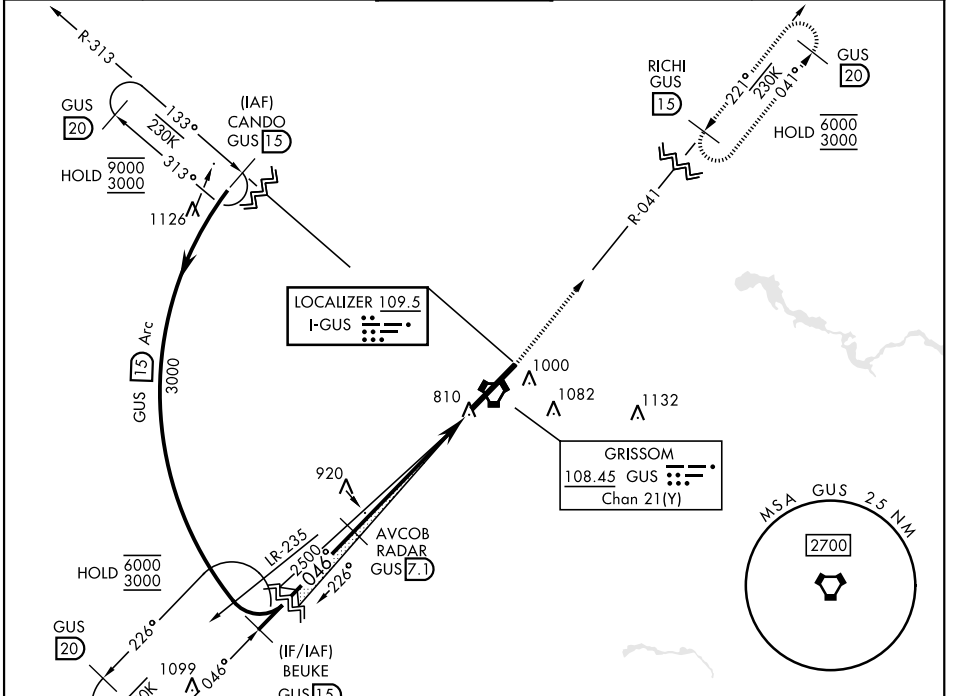 R-313
GUS
20
133°
230K
313°
HOLD 9000
3000
(IAF)
CANDO
GUS 15
1126
RICHI
GUS
15
221°
230K
041°
GUS
20
HOLD 6000
3000
R-041
LOCALIZER 109.5
I-GUS
GUS 15 Arc
3000
810
1000
1082
1132
GRISSOM
108.45 GUS
Chan 21(Y)
920
LR-235
2500
046°
226°
AVCOB
RADAR
GUS 7.1
MSA GUS 25 NM
2700
HOLD 6000
3000
GUS
20
226°
1099
046°
(IF/IAF)
BEUKE
GUS 15